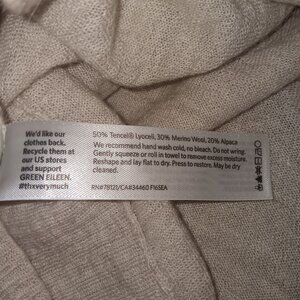 We'd like our
clothes back.
Recycle them at
our US stores
and support
GREEN EILEEN.
#thxverymuch
50% Tencel® Lyocell, 30% Merino Wool, 20% Alpaca
We recommend hand wash cold, no bleach. Do not wring.
Gently squeeze or roll in towel to remove excess moisture.
Reshape and lay flat to dry. Press to restore. May be dry
cleaned.
RN#78121/CA#34460 F16SEA